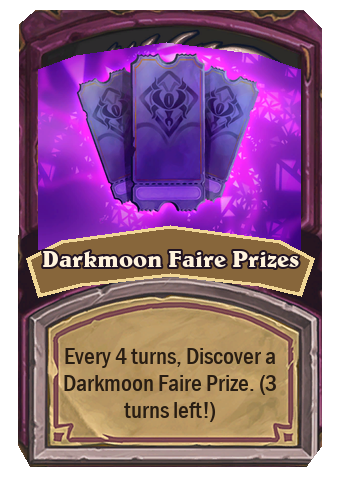 Darkmoon Faire Prizes
Every 4 turns, Discover a
Darkmoon Faire Prize. (3
turns left!)